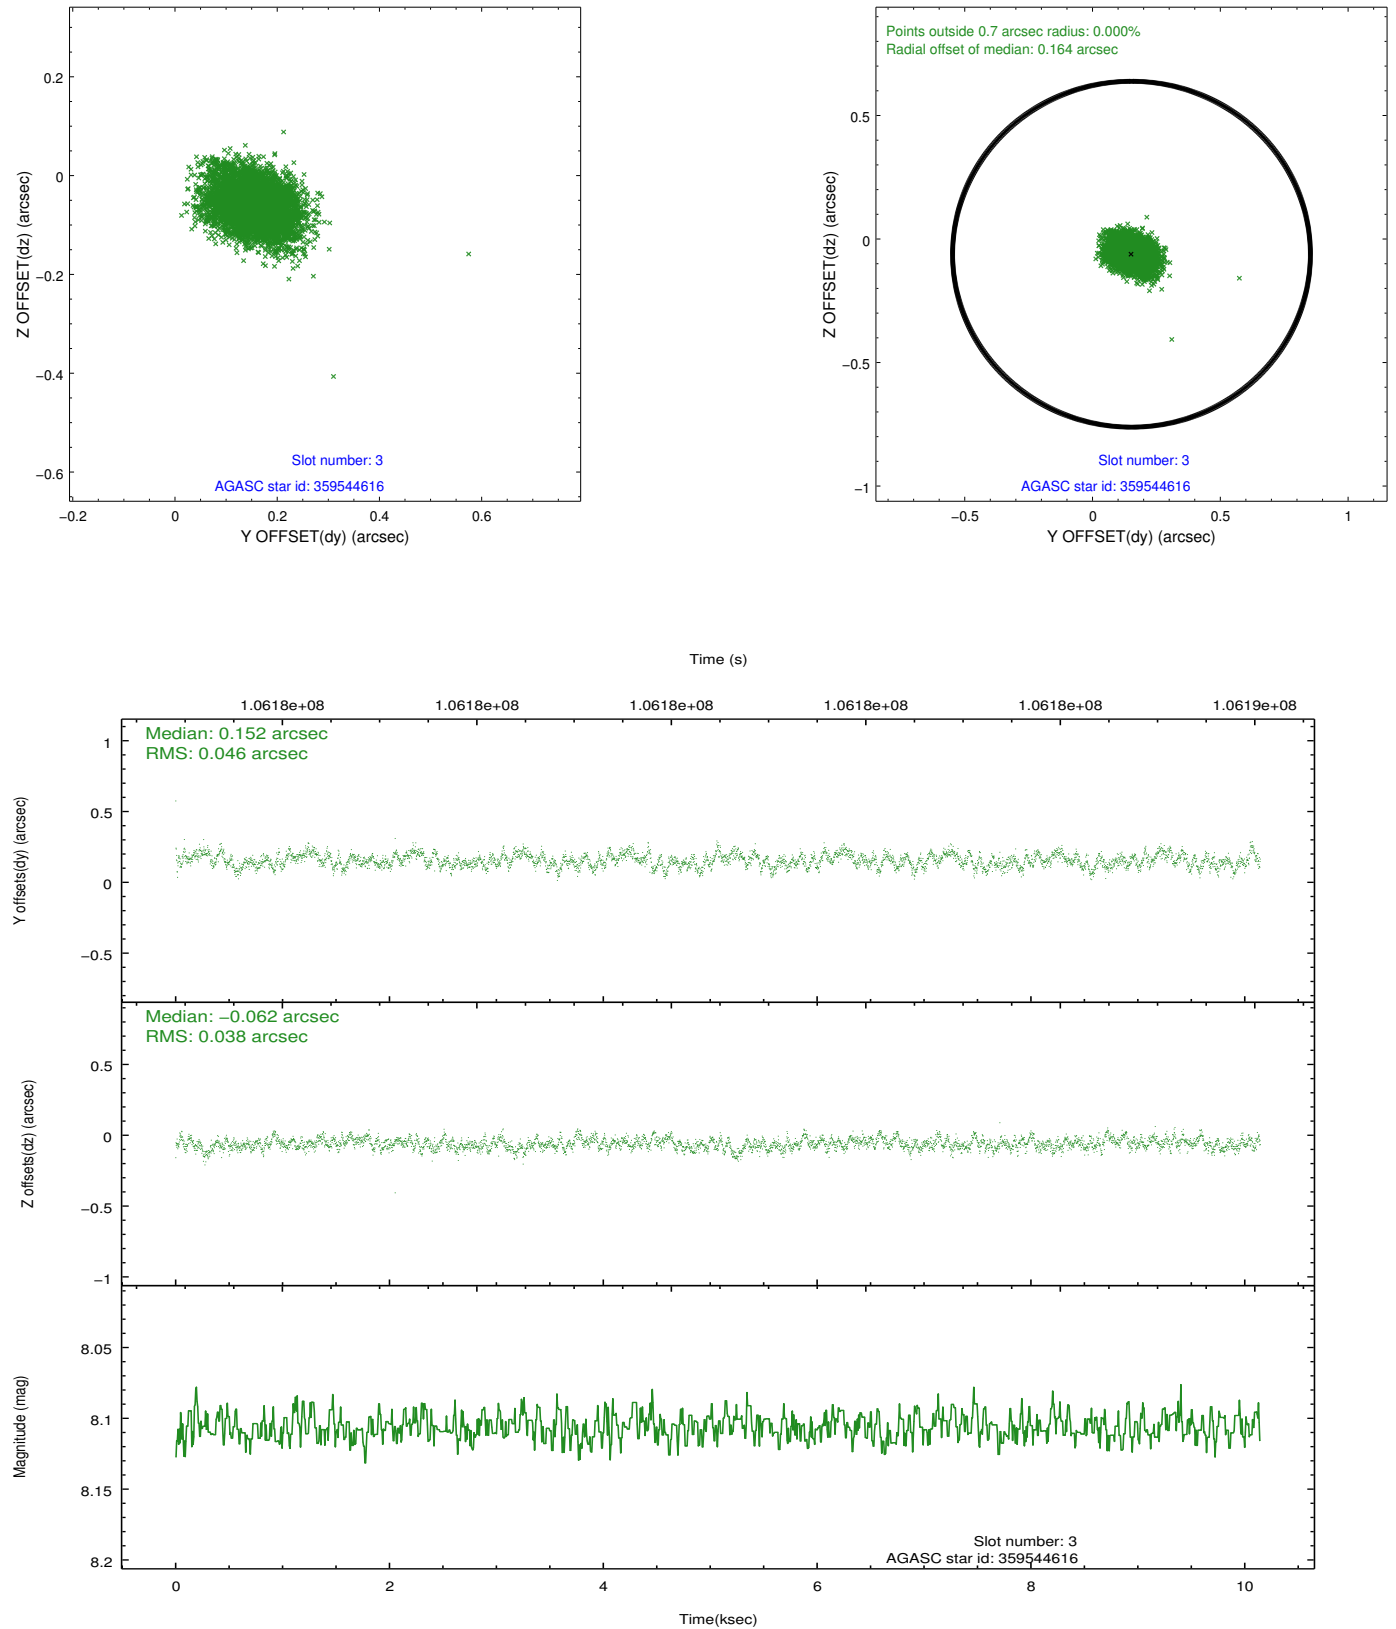 0.2
0
−0.2
−0.4
−0.6
Z OFFSET(dz) (arcsec)
Slot number: 3
AGASC star id: 359544616
−0.2 0 0.2 0.4 0.6
Y OFFSET(dy) (arcsec)
Points outside 0.7 arcsec radius: 0.000%
Radial offset of median: 0.164 arcsec
0.5
0
−0.5
−1
Z OFFSET(dz) (arcsec)
Slot number: 3
AGASC star id: 359544616
−0.5 0 0.5 1
Y OFFSET(dy) (arcsec)
Time (s)
1.0618e+08 1.0618e+08 1.0618e+08 1.0618e+08 1.0618e+08 1.0619e+08
Median: 0.152 arcsec
RMS: 0.046 arcsec
1
0.5
0
−0.5
Y offsets(dy) (arcsec)
Median: −0.062 arcsec
RMS: 0.038 arcsec
0.5
0
−0.5
−1
Z offsets(dz) (arcsec)
8.05
8.1
8.15
8.2
Magnitude (mag)
Slot number: 3
AGASC star id: 359544616
0 2 4 6 8 10
Time(ksec)